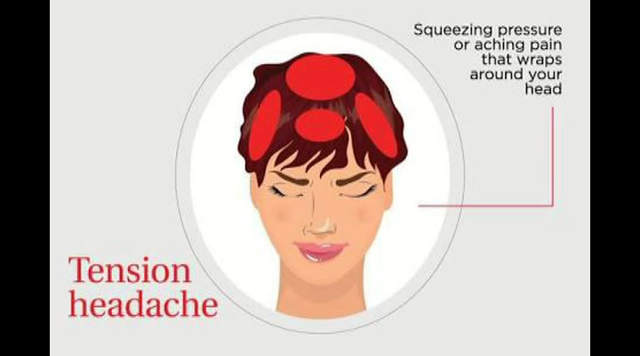 Squeezing pressure
or aching pain
that wraps
around your
head
Tension
headache